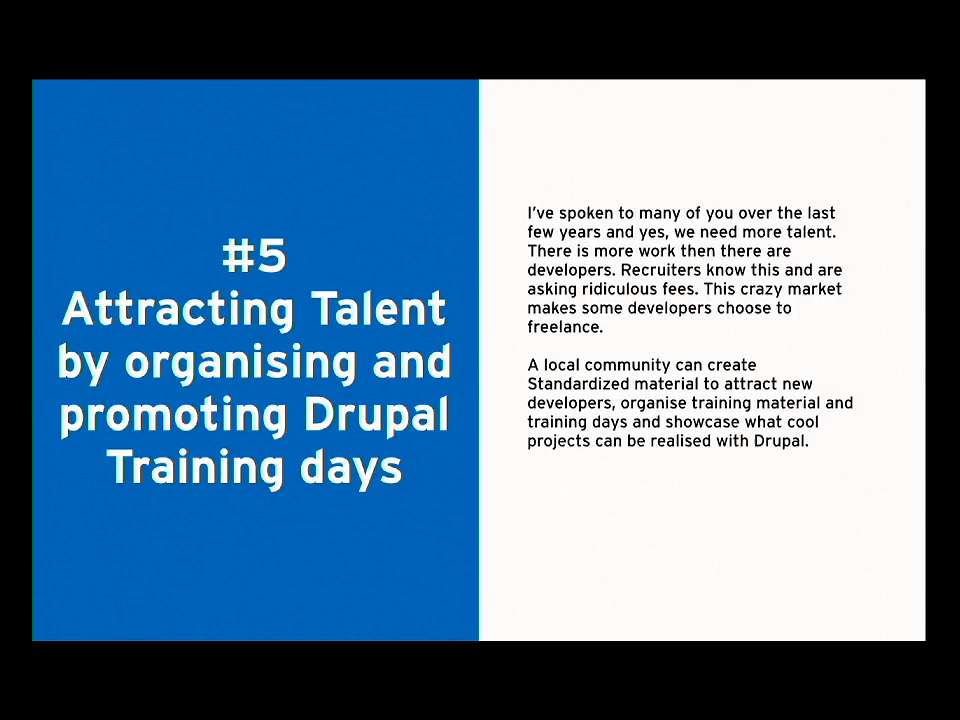 #5
Attracting Talent
by organising and
promoting Drupal
Training days
I've spoken to many of you over the last
few years and yes, we need more talent.
There is more work then there are
developers. Recruiters know this and are
asking ridiculous fees. This crazy market
makes some developers choose to
freelance.
A local community can create
Standardized material to attract new
developers, organise training material and
training days and showcase what cool
projects can be realised with Drupal.